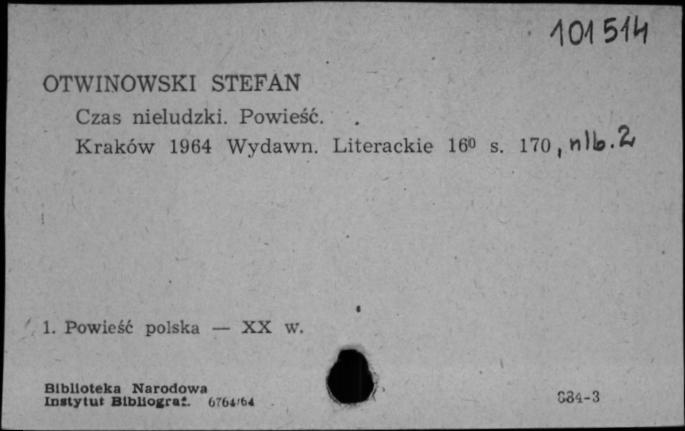 101514
OTWINOWSKI STEFAN
Czas nieludzki. Powieść.
Kraków 1964 Wydawn. Literackie 16⁰ s. 170, nlb. 2
1. Powieść polska — XX w.
Biblioteka Narodowa
Instytut Bibliograf. 6764/64
884-3